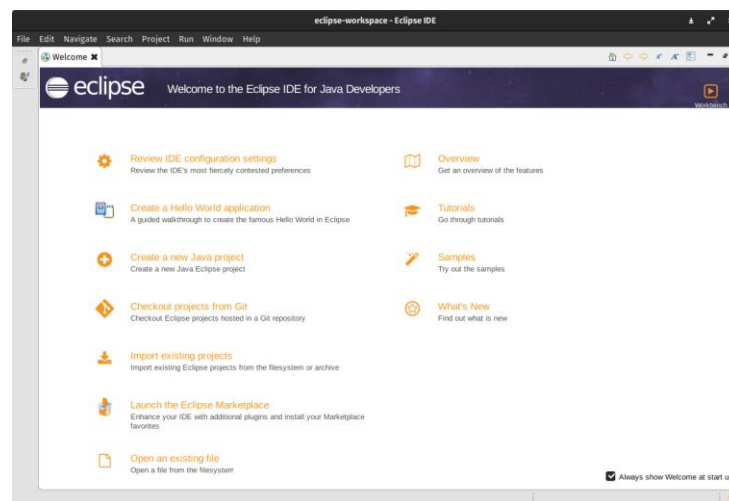 eclipse-workspace - Eclipse IDE
File Edit Navigate Search Project Run Window Help
Welcome
eclipse
Welcome to the Eclipse IDE for Java Developers
Workbench
Review IDE configuration settings
Review the IDE's most fiercely contested preferences
Overview
Get an overview of the features
Create a Hello World application
A guided walkthrough to create the famous Hello World in Eclipse
Tutorials
Go through tutorials
Create a new Java project
Create a new Java Eclipse project
Samples
Try out the samples
Checkout projects from Git
Checkout Eclipse projects hosted in a Git repository
What's New
Find out what is new
Import existing projects
Import existing Eclipse projects from the filesystem or archive
Launch the Eclipse Marketplace
Enhance your IDE with additional plugins and install your Marketplace
favorites
Open an existing file
Open a file from the filesystem
Always show Welcome at start u